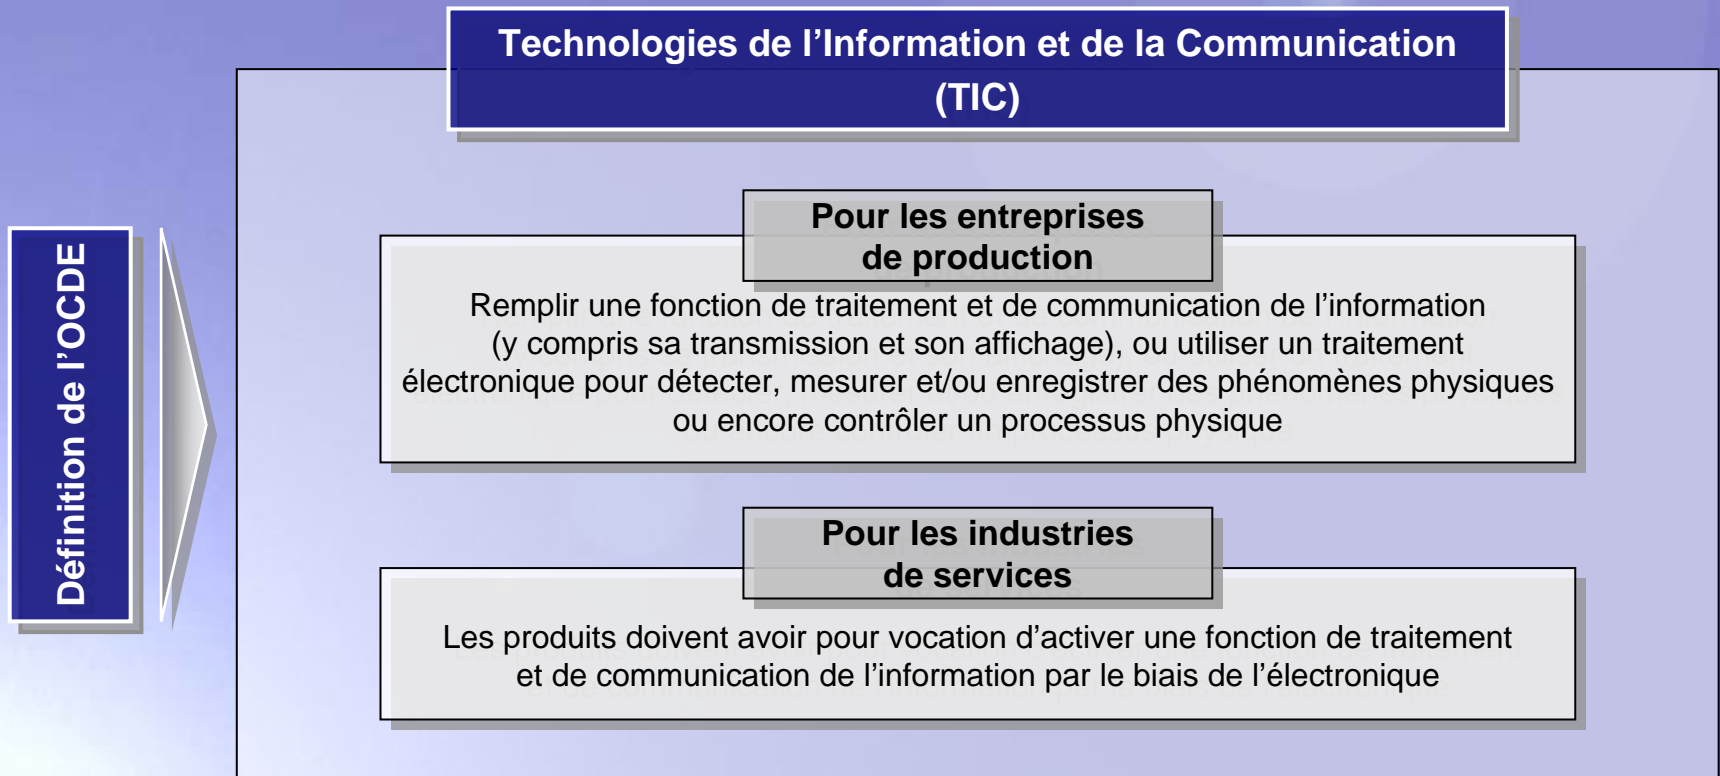 Technologies de l’Information et de la Communication
(TIC)
Définition de l’OCDE
Pour les entreprises
de production
Remplir une fonction de traitement et de communication de l’information
(y compris sa transmission et son affichage), ou utiliser un traitement
électronique pour détecter, mesurer et/ou enregistrer des phénomènes physiques
ou encore contrôler un processus physique
Pour les industries
de services
Les produits doivent avoir pour vocation d’activer une fonction de traitement
et de communication de l’information par le biais de l’électronique